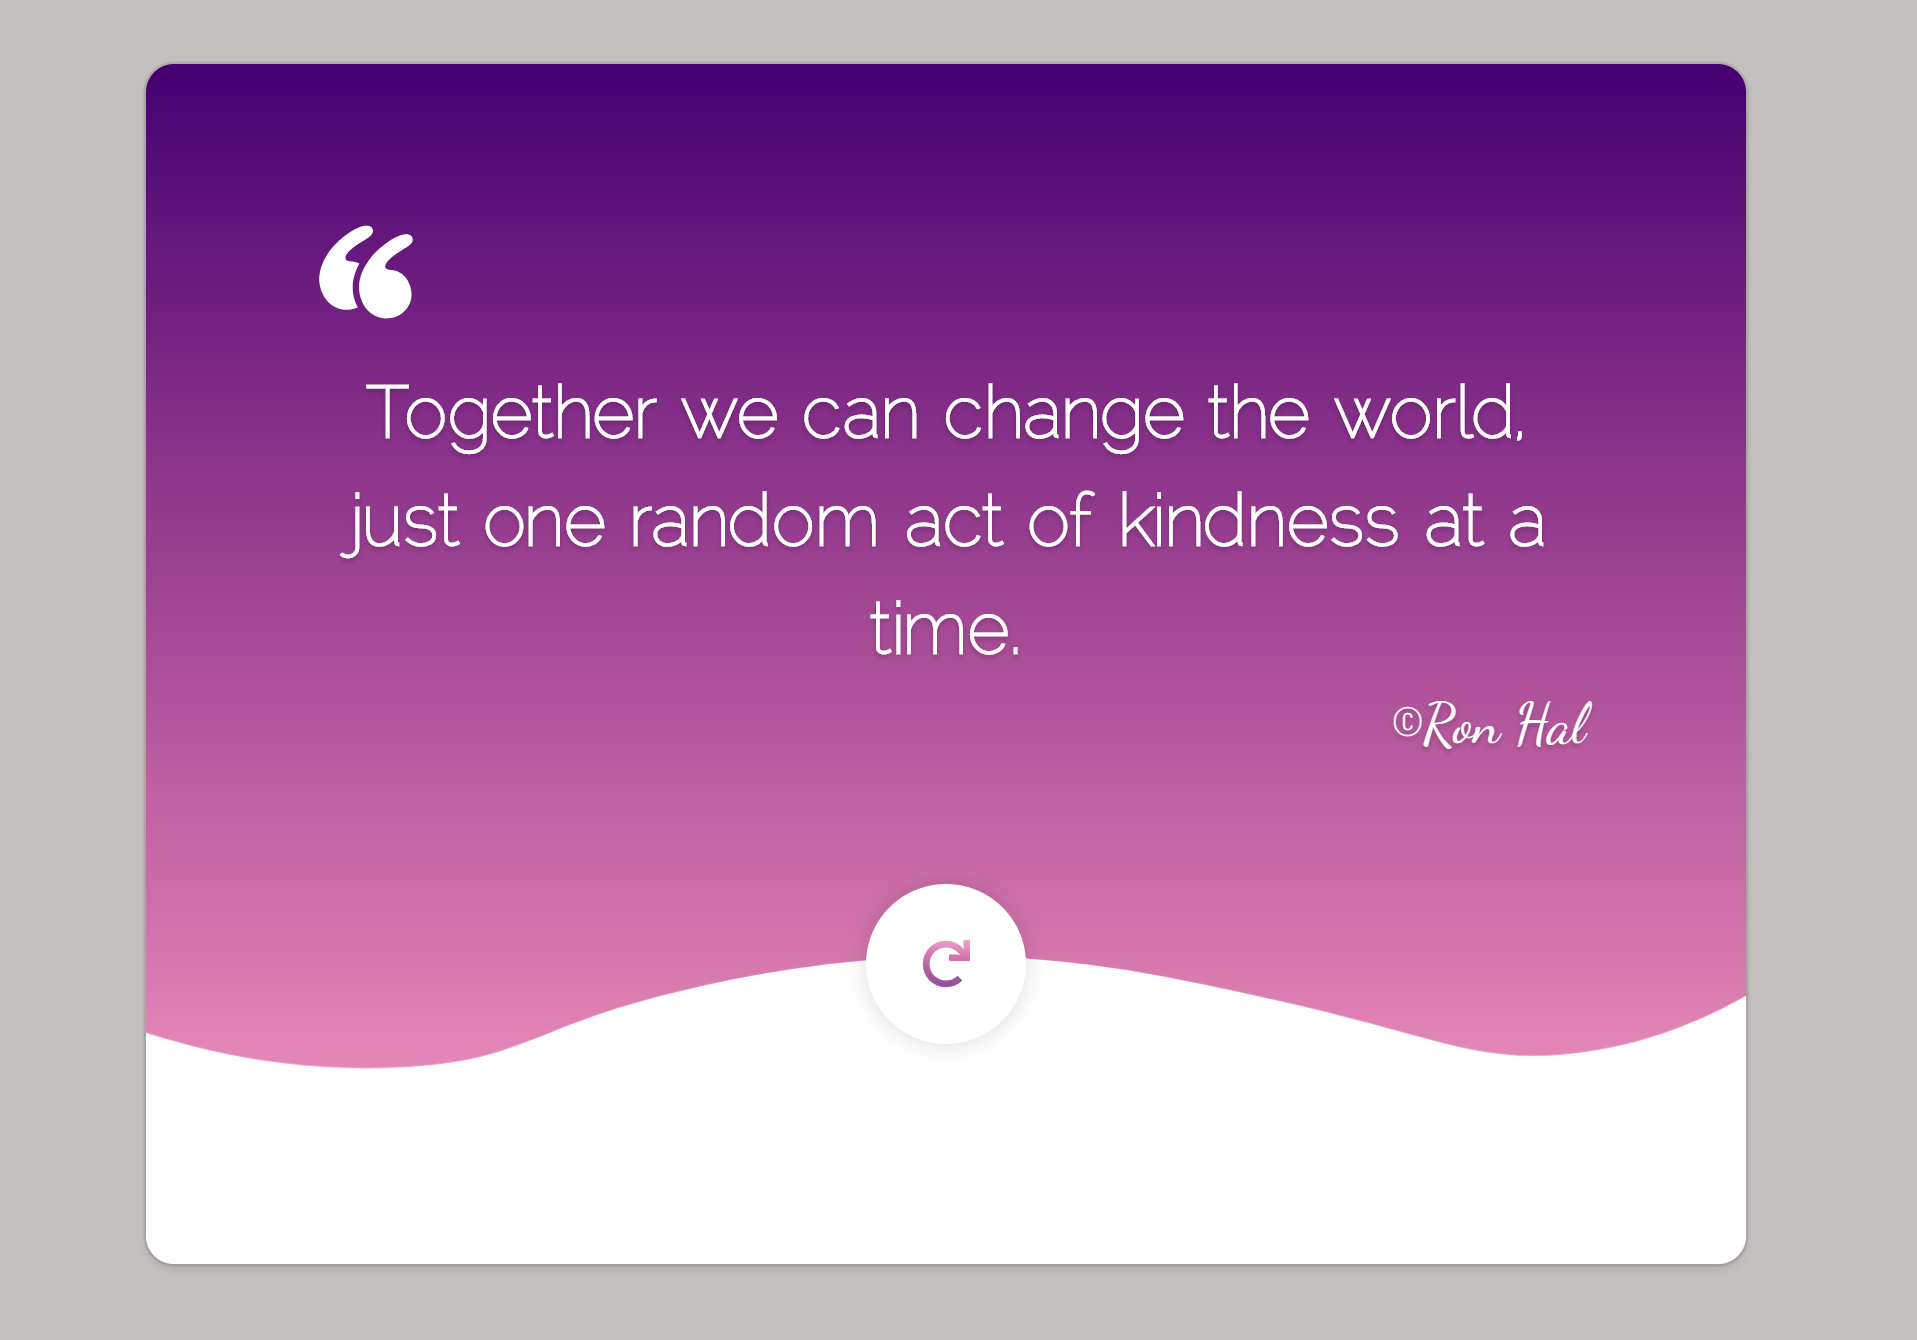 “
Together we can change the world,
just one random act of kindness at a
time.
©Ron Hal